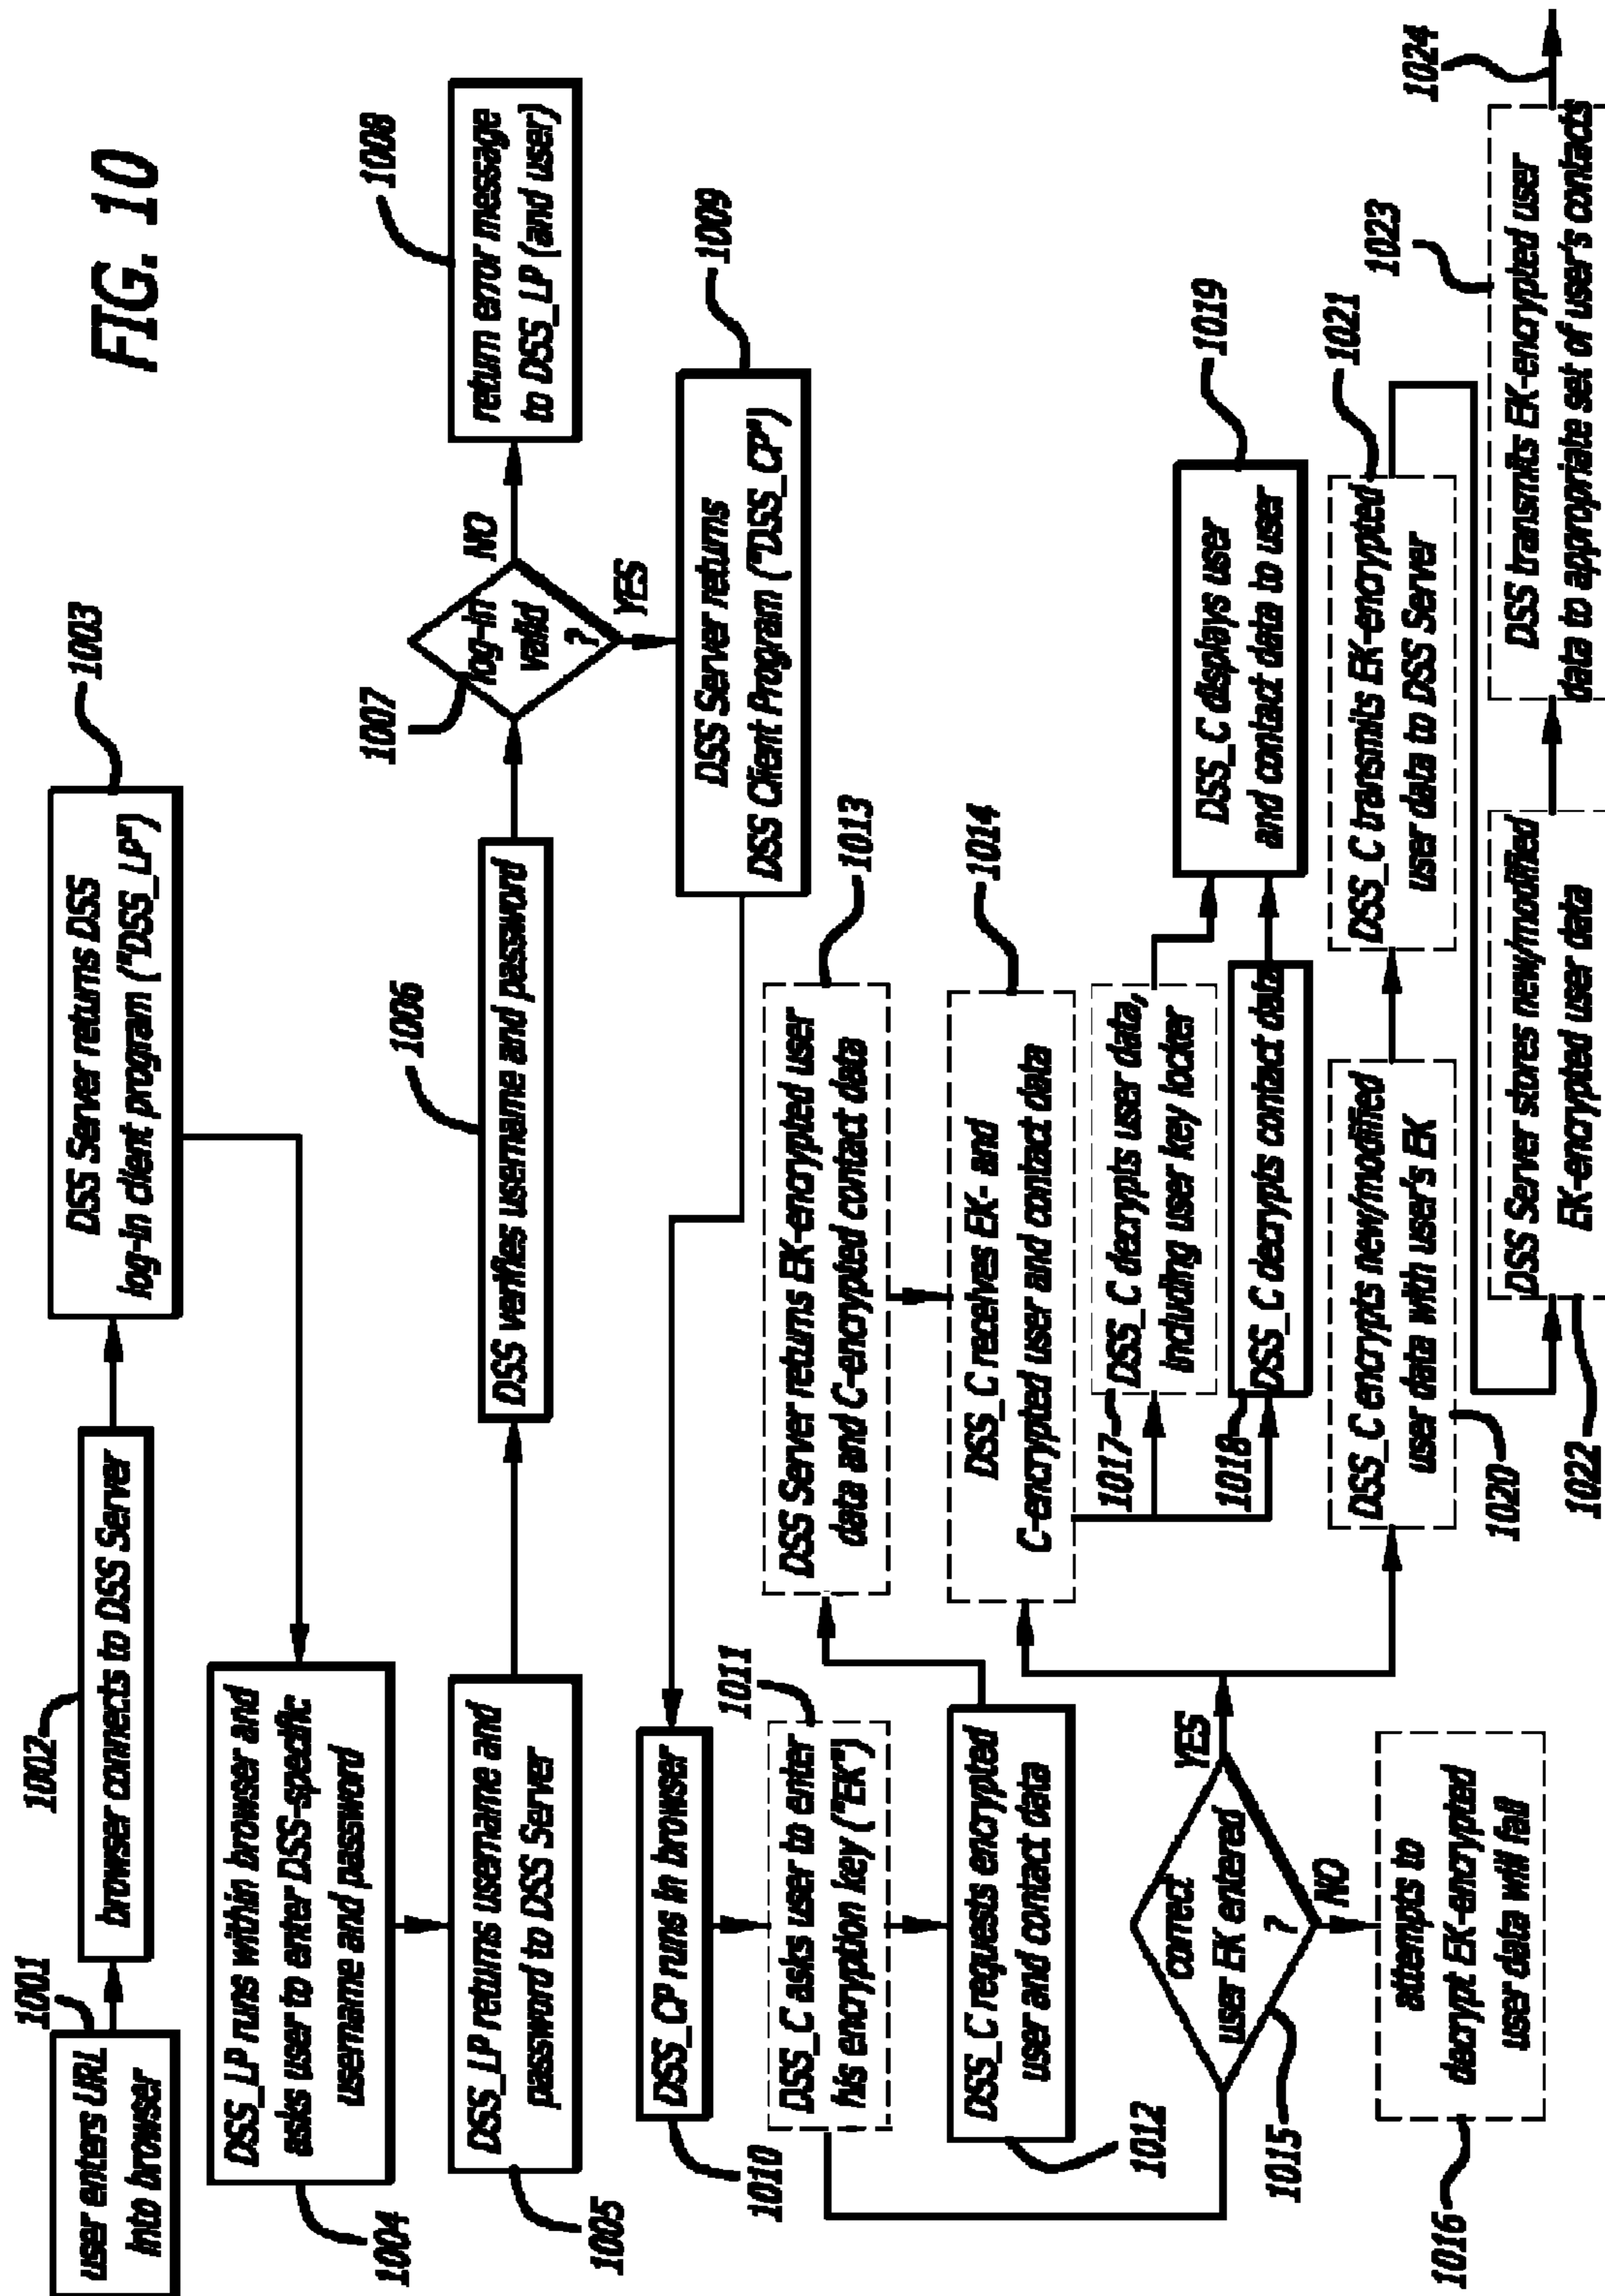 FIG. 10
1001
user enters URL
into browser
1002
browser connects to DSS Server
1003
DSS Server returns DSS
log-in client program ("DSS_LP")
1004
DSS_LP runs within browser and
asks user to enter DSS-specific
username and password
1005
DSS_LP returns username and
password to DSS Server
1006
DSS verifies username and password
1007
log-in
valid
?
NO
YES
1008
return error message
to DSS_LP (and user)
1009
DSS Server returns
DSS Client Program ("DSS_CP")
1010
DSS_CP runs in browser
1011
DSS_C asks user to enter
his encryption key ("EK")
1012
DSS_C requests encrypted
user and contact data
1013
DSS Server returns EK-encrypted user
data and C-encrypted contact data
1014
DSS_C receives EK- and
C-encrypted user and contact data
1015
correct
user EK entered
?
YES
NO
1016
attempts to
decrypt EK-encrypted
user data will fail
1017
DSS_C decrypts user data,
including user key locker
1018
DSS_C decrypts contact data
1019
DSS_C displays user
and contact data to user
1020
DSS_C encrypts new/modified
user data with user's EK
1021
DSS_C transmits EK-encrypted
user data to DSS Server
1022
DSS Server stores new/modified
EK-encrypted user data
1023
DSS transmits EK-encrypted user
data to appropriate set of user's contacts
1024